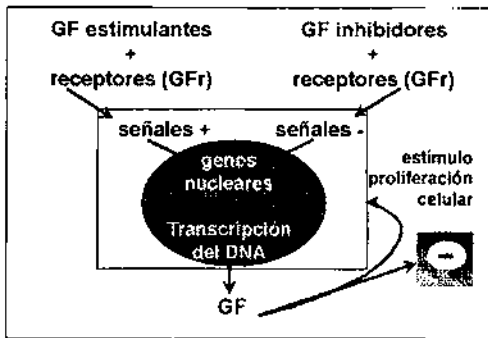 GF estimulantes
+
receptores (GFr)
GF inhibidores
+
receptores (GFr)
señales +
señales -
genes
nucleares
Transcripción
del DNA
estímulo
proliferación
celular
GF